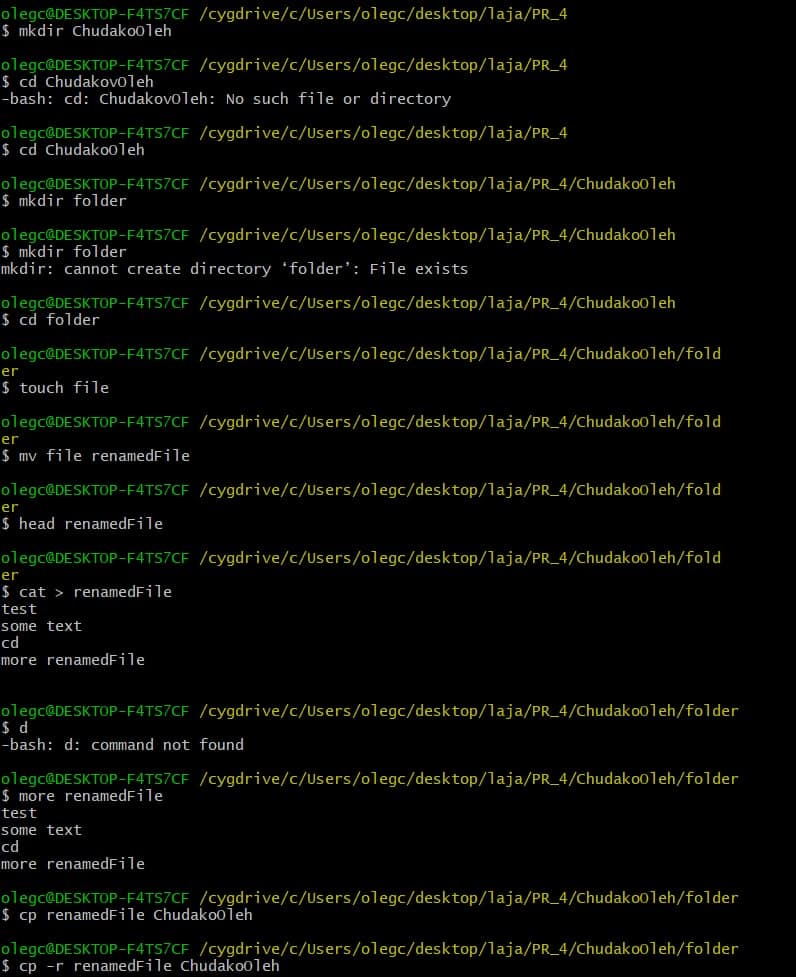 olegc@DESKTOP-F4TS7CF /cygdrive/c/Users/olegc/desktop/laja/PR_4
$ mkdir ChudakoOleh
olegc@DESKTOP-F4TS7CF /cygdrive/c/Users/olegc/desktop/laja/PR_4
$ cd ChudakovOleh
-bash: cd: ChudakovOleh: No such file or directory
olegc@DESKTOP-F4TS7CF /cygdrive/c/Users/olegc/desktop/laja/PR_4
$ cd ChudakoOleh
olegc@DESKTOP-F4TS7CF /cygdrive/c/Users/olegc/desktop/laja/PR_4/ChudakoOleh
$ mkdir folder
olegc@DESKTOP-F4TS7CF /cygdrive/c/Users/olegc/desktop/laja/PR_4/ChudakoOleh
$ mkdir folder
mkdir: cannot create directory ‘folder’: File exists
olegc@DESKTOP-F4TS7CF /cygdrive/c/Users/olegc/desktop/laja/PR_4/ChudakoOleh
$ cd folder
olegc@DESKTOP-F4TS7CF /cygdrive/c/Users/olegc/desktop/laja/PR_4/ChudakoOleh/fold
er
$ touch file
olegc@DESKTOP-F4TS7CF /cygdrive/c/Users/olegc/desktop/laja/PR_4/ChudakoOleh/fold
er
$ mv file renamedFile
olegc@DESKTOP-F4TS7CF /cygdrive/c/Users/olegc/desktop/laja/PR_4/ChudakoOleh/fold
er
$ head renamedFile
olegc@DESKTOP-F4TS7CF /cygdrive/c/Users/olegc/desktop/laja/PR_4/ChudakoOleh/fold
er
$ cat > renamedFile
test
some text
cd
more renamedFile
olegc@DESKTOP-F4TS7CF /cygdrive/c/Users/olegc/desktop/laja/PR_4/ChudakoOleh/folder
$ d
-bash: d: command not found
olegc@DESKTOP-F4TS7CF /cygdrive/c/Users/olegc/desktop/laja/PR_4/ChudakoOleh/folder
$ more renamedFile
test
some text
cd
more renamedFile
olegc@DESKTOP-F4TS7CF /cygdrive/c/Users/olegc/desktop/laja/PR_4/ChudakoOleh/folder
$ cp renamedFile ChudakoOleh
olegc@DESKTOP-F4TS7CF /cygdrive/c/Users/olegc/desktop/laja/PR_4/ChudakoOleh/folder
$ cp -r renamedFile ChudakoOleh